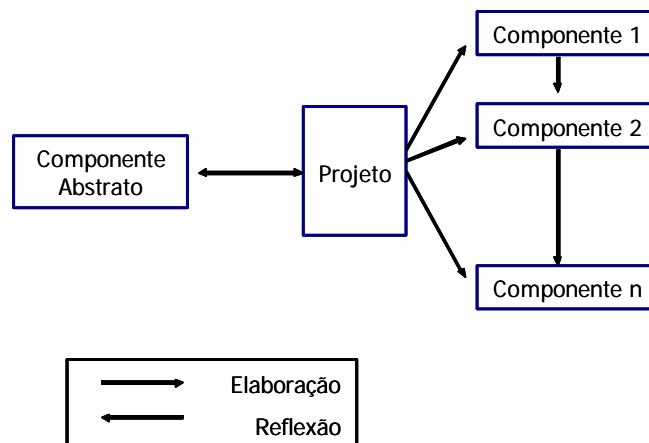 Componente 1
Componente 2
Componente
Abstrato
Projeto
Componente n
Elaboração
Reflexão